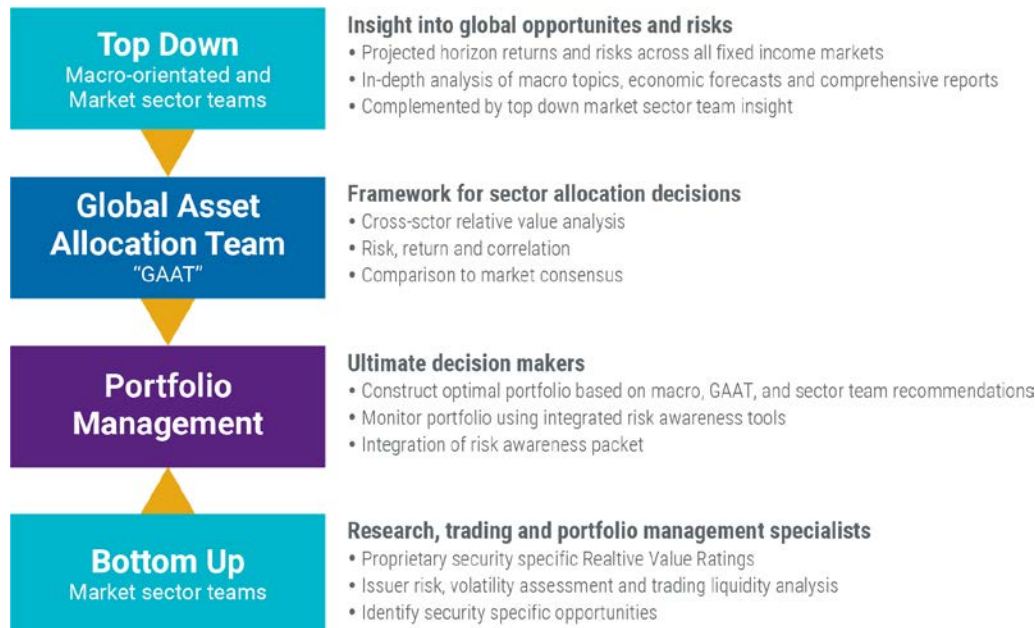 Top Down
Macro-orientated and
Market sector teams
Insight into global opportunites and risks
• Projected horizon returns and risks across all fixed income markets
• In-depth analysis of macro topics, economic forecasts and comprehensive reports
• Complemented by top down market sector team insight
Global Asset
Allocation Team
“GAAT”
Framework for sector allocation decisions
• Cross-sctor relative value analysis
• Risk, return and correlation
• Comparison to market consensus
Portfolio
Management
Ultimate decision makers
• Construct optimal portfolio based on macro, GAAT, and sector team recommendations
• Monitor portfolio using integrated risk awareness tools
• Integration of risk awareness packet
Bottom Up
Market sector teams
Research, trading and portfolio management specialists
• Proprietary security specific Realtive Value Ratings
• Issuer risk, volatility assessment and trading liquidity analysis
• Identify security specific opportunities